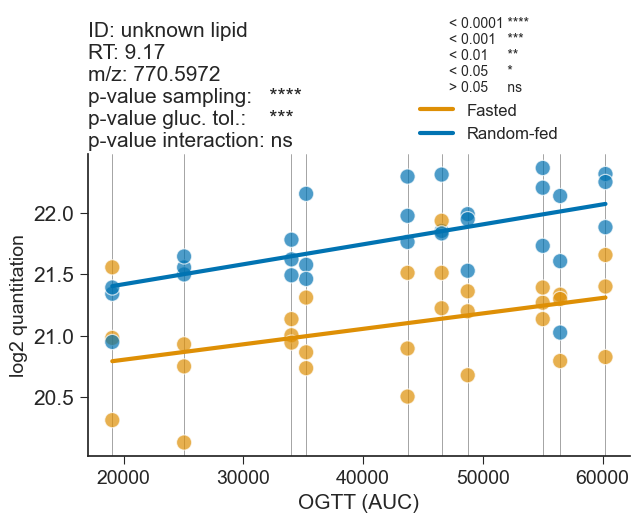 ID: unknown lipid
RT: 9.17
m/z: 770.5972
p-value sampling: ****
p-value gluc. tol.: ***
p-value interaction: ns
< 0.0001 ****
< 0.001 ***
< 0.01 **
< 0.05 *
> 0.05 ns
Fasted
Random-fed
log2 quantitation
22.0
21.5
21.0
20.5
20000 30000 40000 50000 60000
OGTT (AUC)